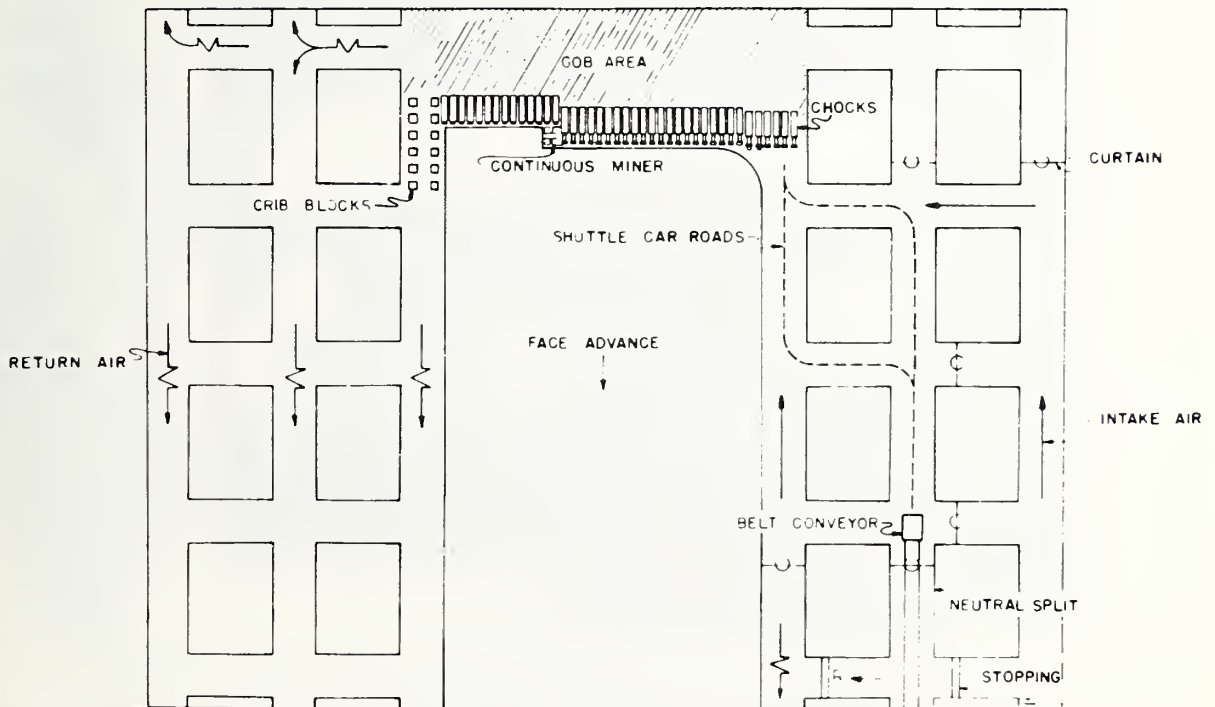 GOB AREA
CHOCKS
CURTAIN
CONTINUOUS MINER
CRIB BLOCKS
SHUTTLE CAR ROADS
FACE ADVANCE
RETURN AIR
INTAKE AIR
BELT CONVEYOR
NEUTRAL SPLIT
STOPPING